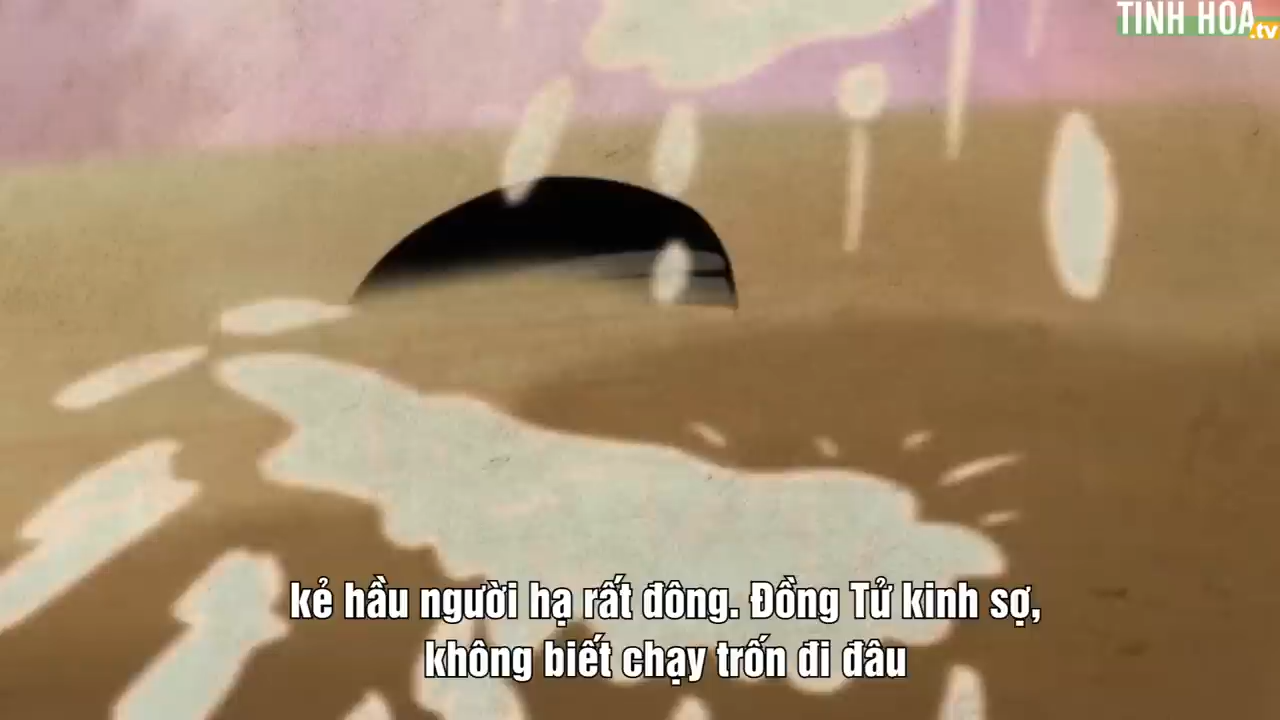 TINH HOA
.tv
kẻ hầu người hạ rất đông. Đồng Tử kinh sợ,
không biết chạy trốn đi đâu